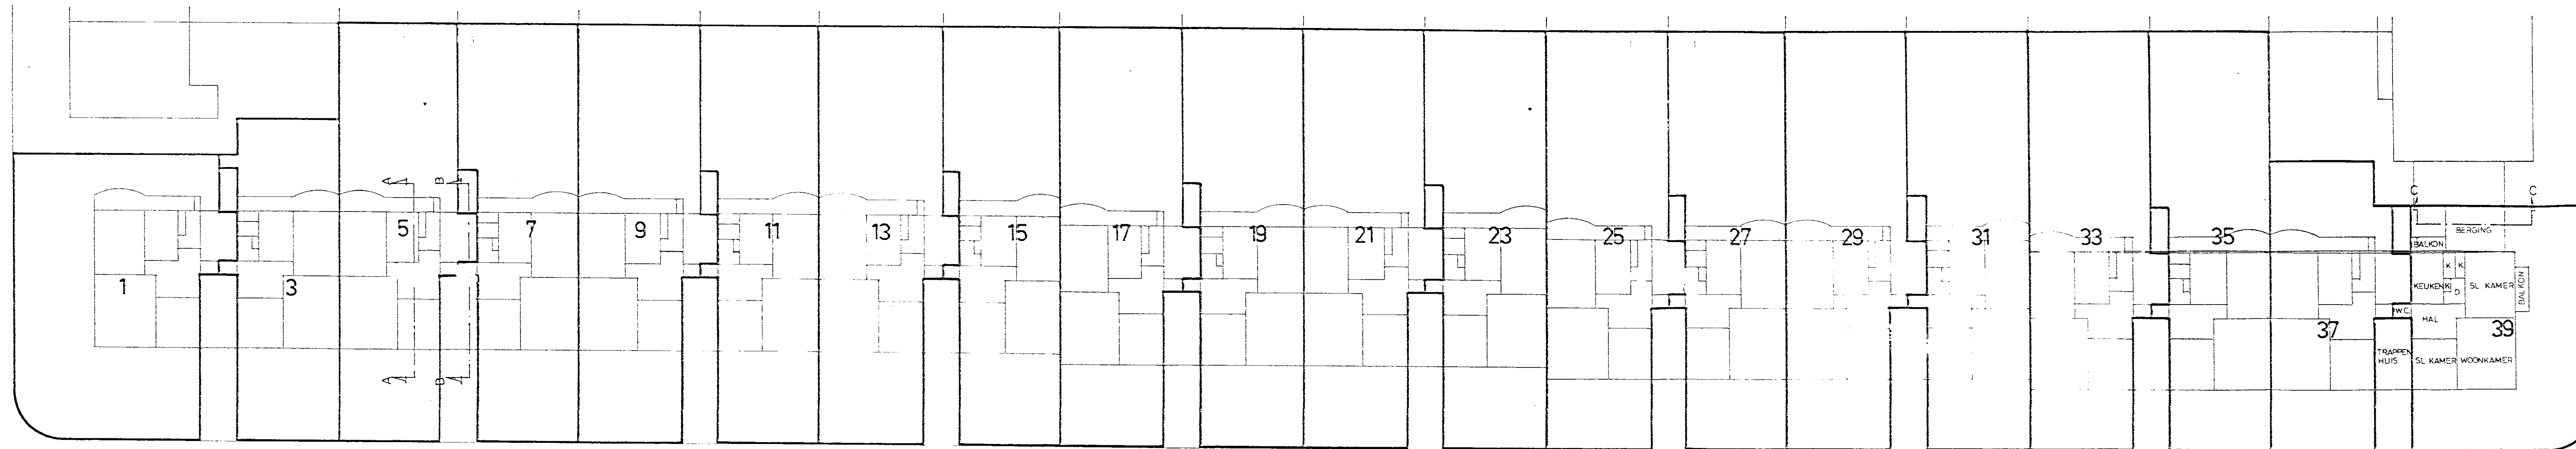 C C
A B
5 7 9 11 13 15 17 19 21 23 25 27 29 31 33 35
BERGING
BALKON
K K
1 3
KEUKEN K D SL KAMER BALKON
W.C. HAL
37 39
TRAPPEN
HUIS SL KAMER WOONKAMER
A B